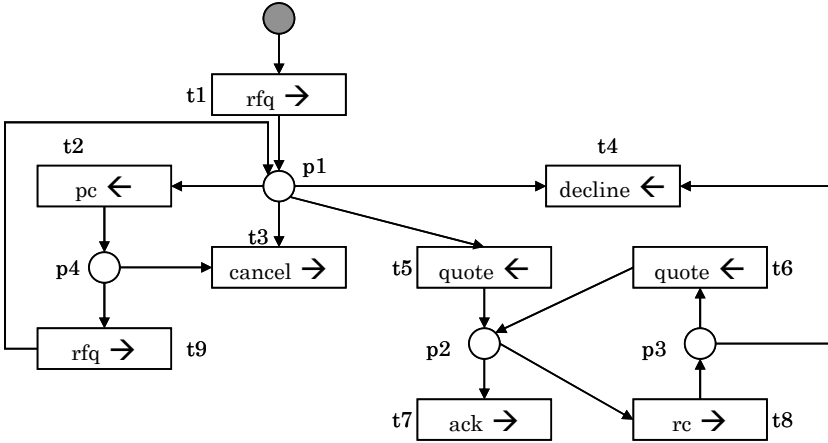 t1
rfq →
t2
p1
t4
pc ←
decline ←
t3
p4
cancel →
t5
quote ←
quote ←
t6
rfq →
t9
p2
p3
t7
ack →
rc →
t8